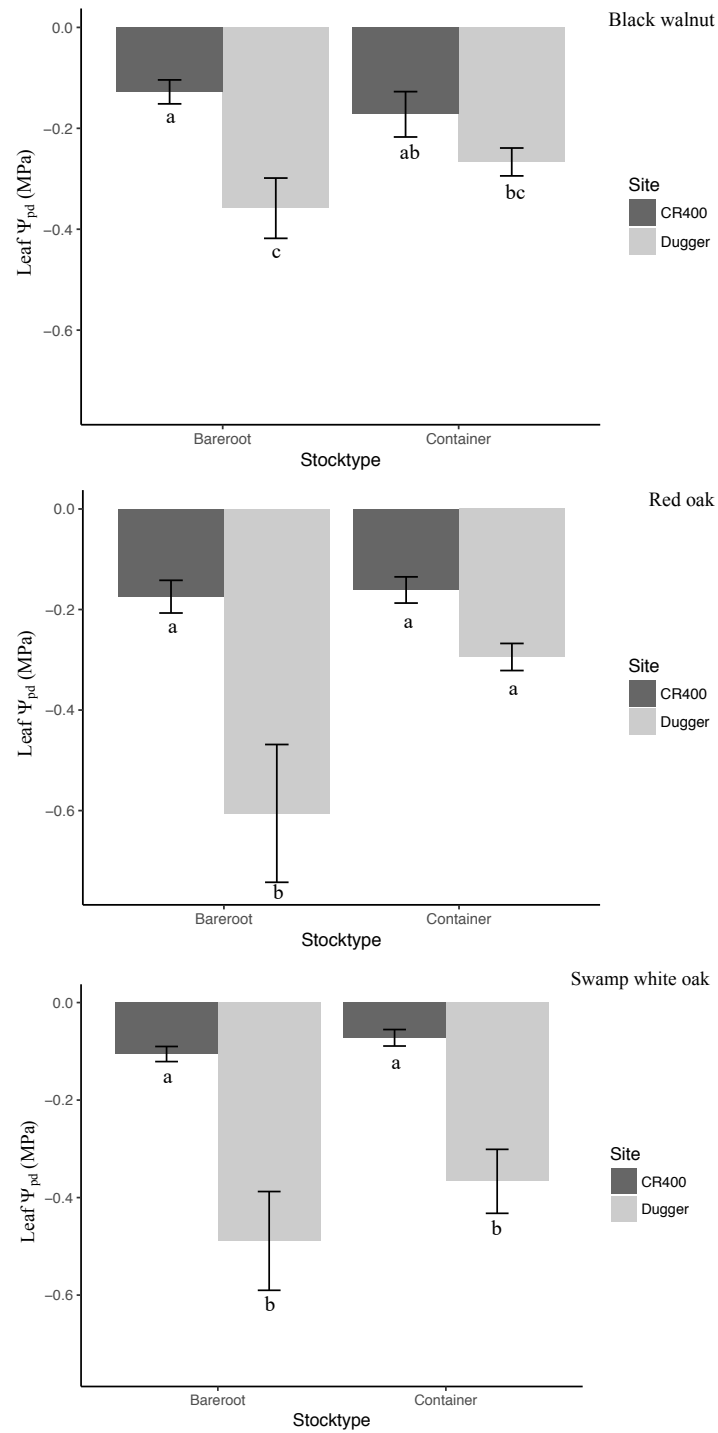 Black walnut
0.0
−0.2
−0.4
−0.6
Leaf Ψpd (MPa)
a
c
ab
bc
Site
CR400
Dugger
Bareroot
Container
Stocktype
Red oak
0.0
−0.2
−0.4
−0.6
Leaf Ψpd (MPa)
a
b
a
a
Site
CR400
Dugger
Bareroot
Container
Stocktype
Swamp white oak
0.0
−0.2
−0.4
−0.6
Leaf Ψpd (MPa)
a
b
a
b
Site
CR400
Dugger
Bareroot
Container
Stocktype